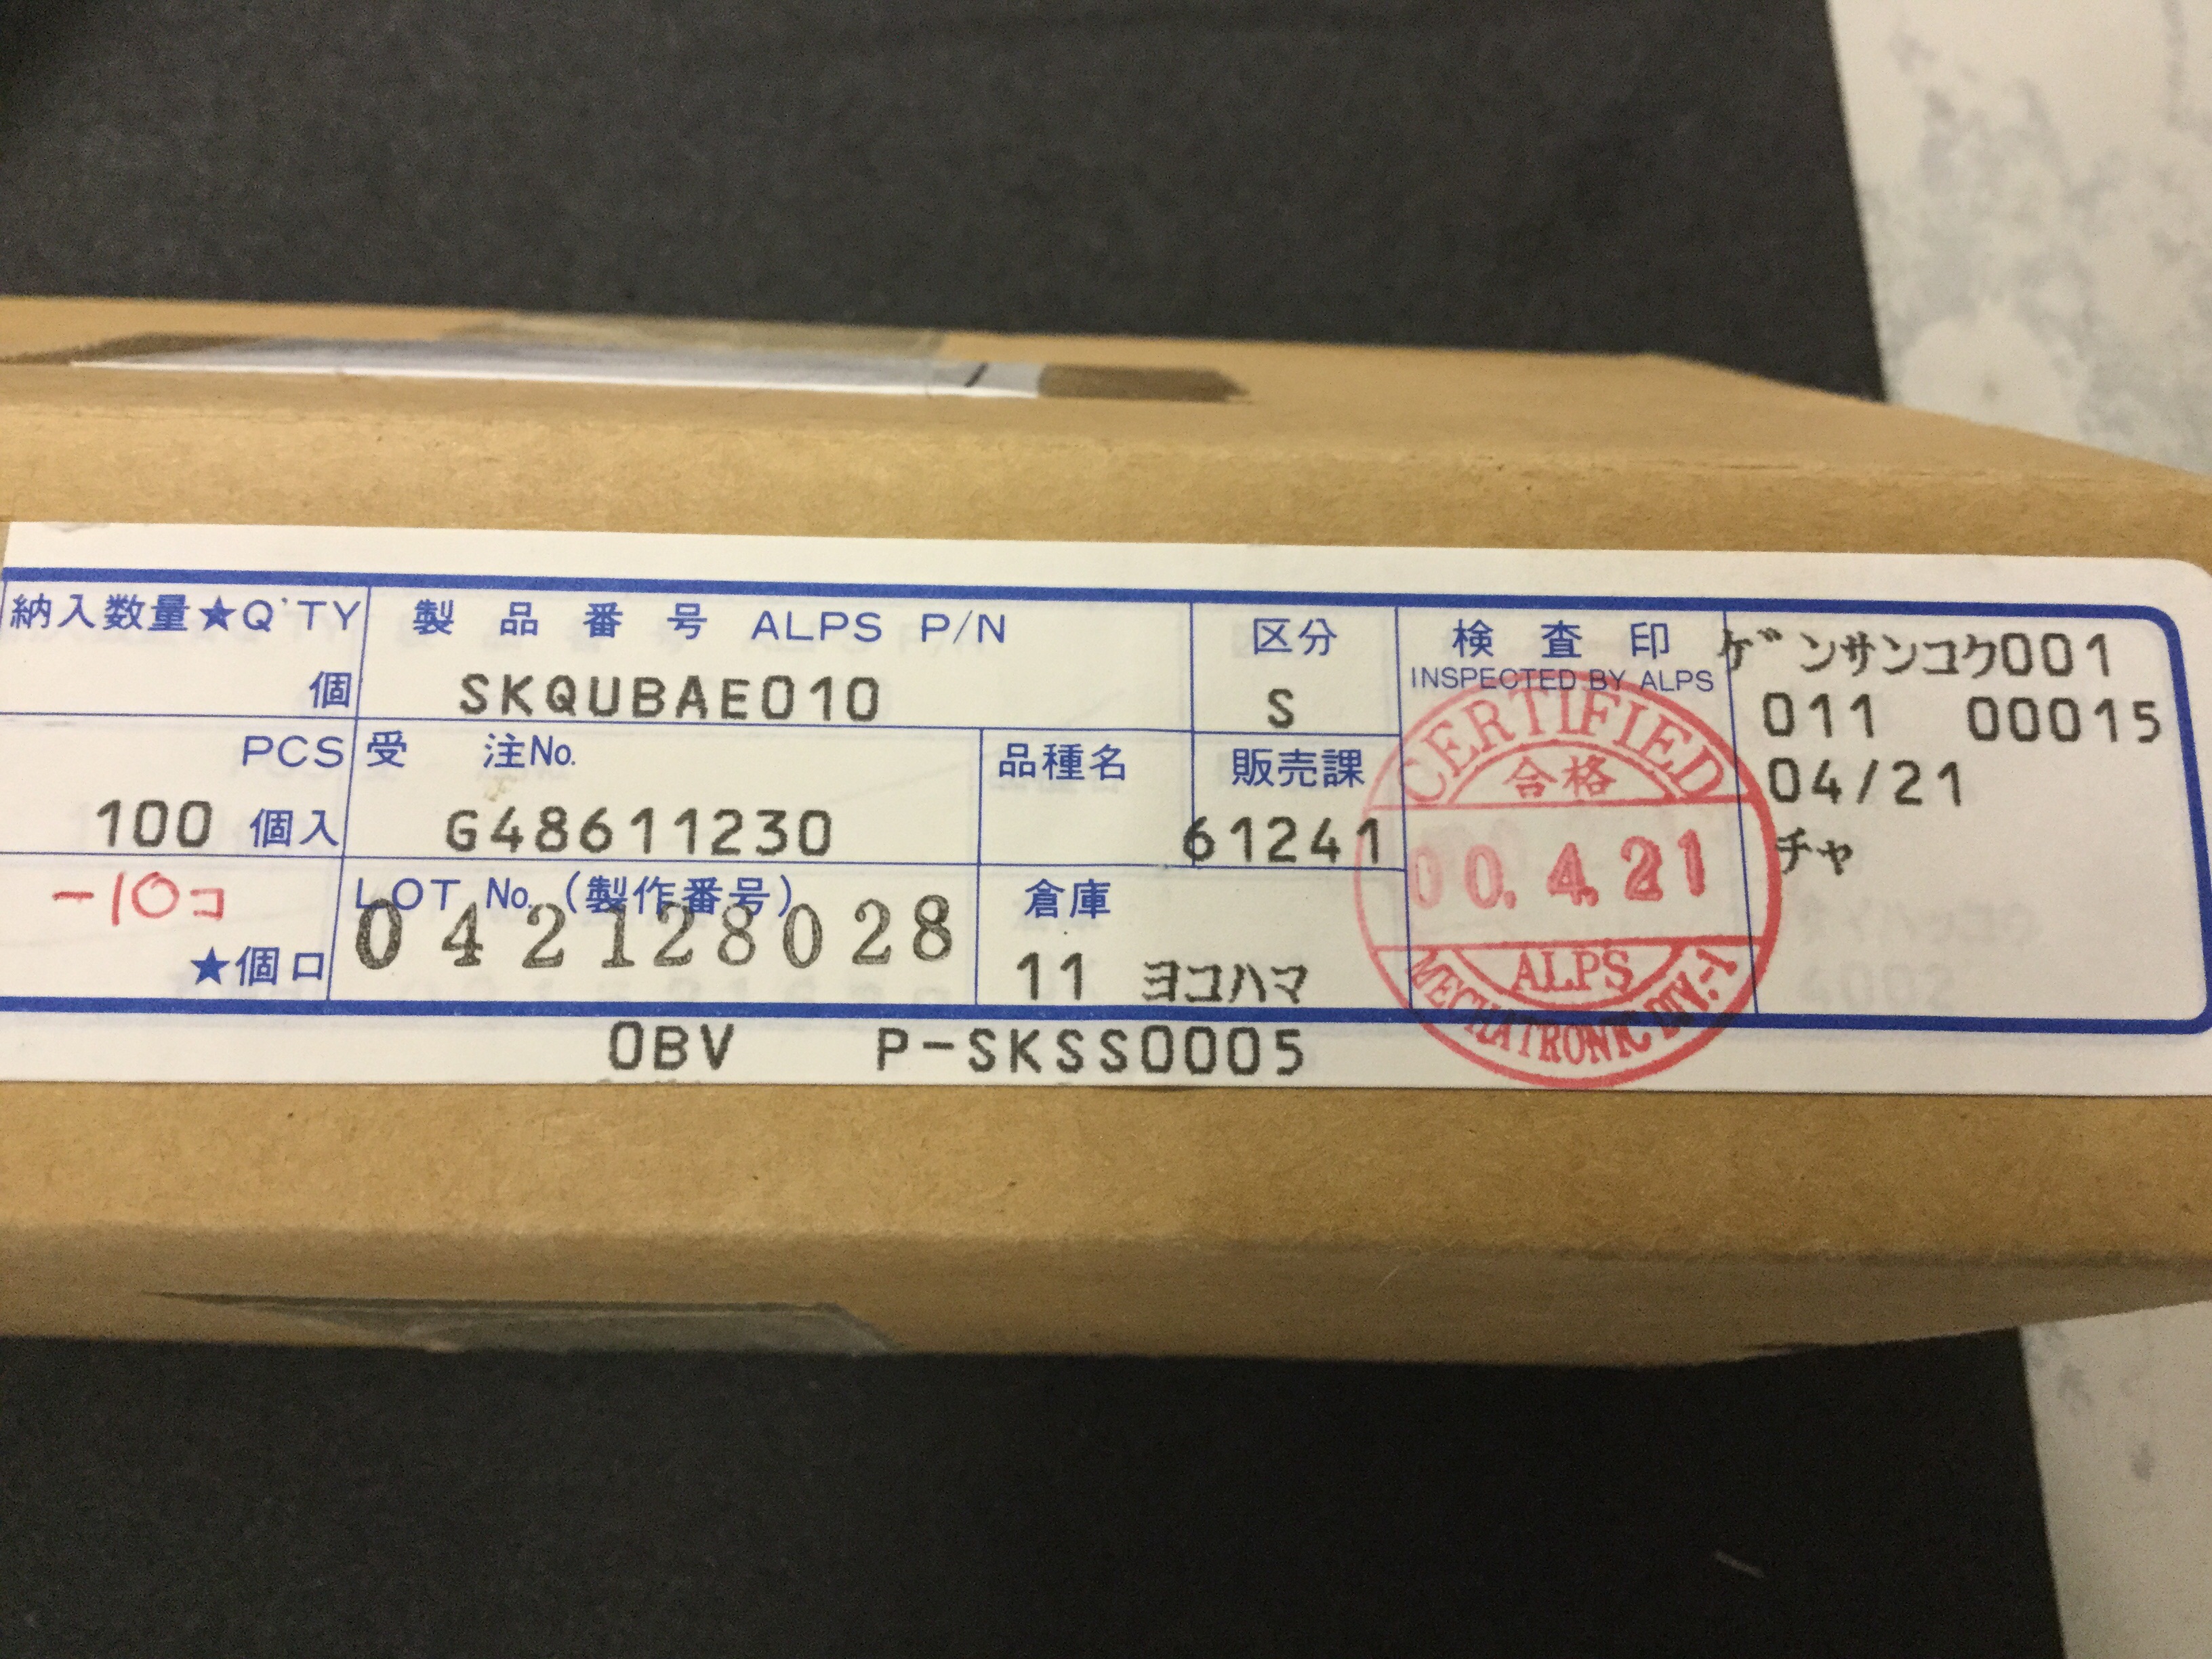 納入数量★Q'TY
個
製品番号 ALPS P/N
SKQUBAE010
区分
S
検査印
INSPECTED BY ALPS
ゲンサンコク001
011 00015
04/21
チャ
PCS
100 個入
受注No.
G48611230
品種名
販売課
61241
-10コ
★個口
LOT No.(製作番号)
042128028
倉庫
11 ヨコハマ
CERTIFIED
合格
00.4.21
ALPS
MECHATRONIC DIV.-1
0BV P-SKSS0005